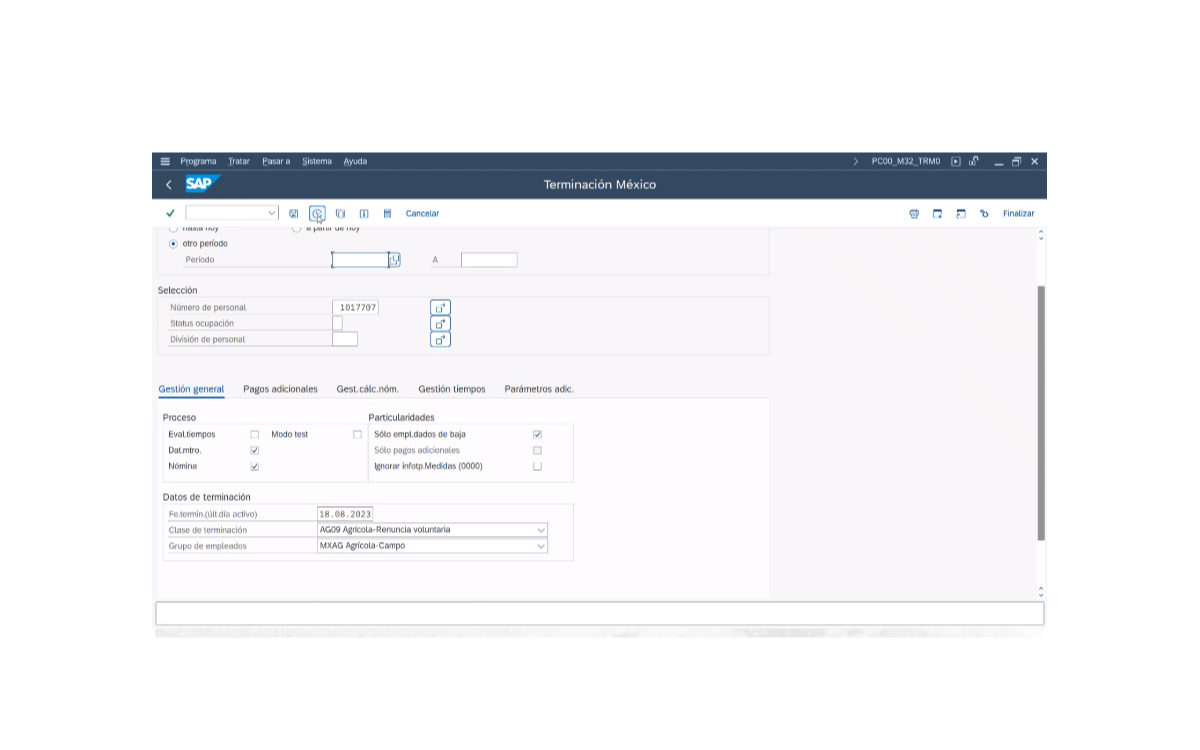 Programa Tratar Pasar a Sistema Ayuda PC00_M32_TRM0
SAP Terminación México
Cancelar Finalizar
hasta hoy a partir de hoy
otro período
Período A
Selección
Número de personal 1017707
Status ocupación
División de personal
Gestión general Pagos adicionales Gest.cálc.nóm. Gestión tiempos Parámetros adic.
Proceso Particularidades
Eval.tiempos Modo test Sólo empl.dados de baja
Dat.mtro. Sólo pagos adicionales
Nómina Ignorar infotp.Medidas (0000)
Datos de terminación
Fe.termin.(últ.día activo) 18.08.2023
Clase de terminación AG09 Agrícola-Renuncia voluntaria
Grupo de empleados MXAG Agrícola-Campo